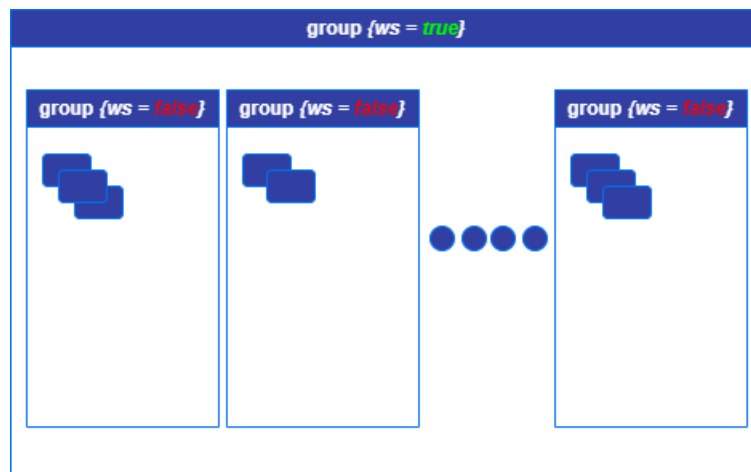 group {ws = true}
group {ws = false}
group {ws = false}
group {ws = false}